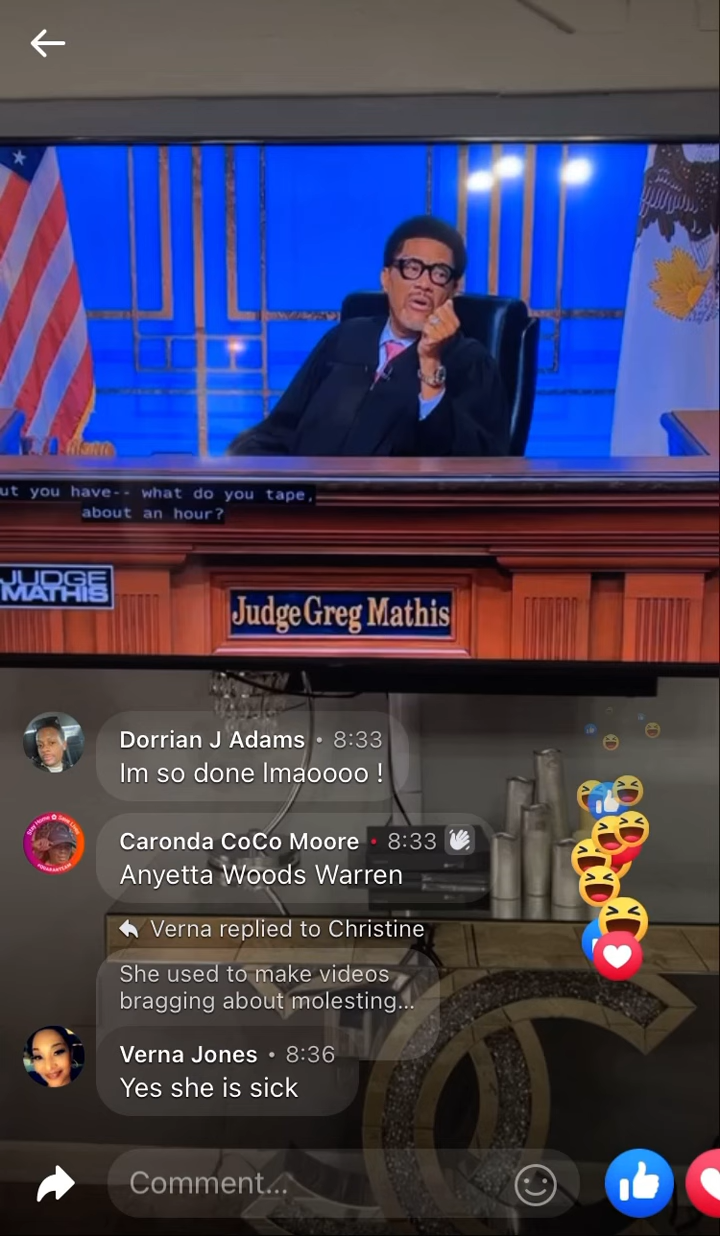 ut you have-- what do you tape,
about an hour?
JUDGE
MATHIS
Judge Greg Mathis
Dorrian J Adams • 8:33
Im so done lmaoooo !
Caronda CoCo Moore • 8:33
Anyetta Woods Warren
Verna replied to Christine
She used to make videos
bragging about molesting...
Verna Jones • 8:36
Yes she is sick
Comment...